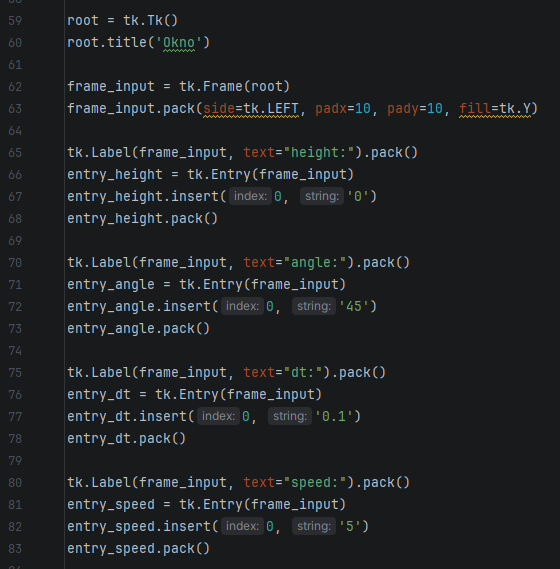 59 root = tk.Tk()
60 root.title('Okno')
61
62 frame_input = tk.Frame(root)
63 frame_input.pack(side=tk.LEFT, padx=10, pady=10, fill=tk.Y)
64
65 tk.Label(frame_input, text="height:").pack()
66 entry_height = tk.Entry(frame_input)
67 entry_height.insert( index: 0, string: '0')
68 entry_height.pack()
69
70 tk.Label(frame_input, text="angle:").pack()
71 entry_angle = tk.Entry(frame_input)
72 entry_angle.insert( index: 0, string: '45')
73 entry_angle.pack()
74
75 tk.Label(frame_input, text="dt:").pack()
76 entry_dt = tk.Entry(frame_input)
77 entry_dt.insert( index: 0, string: '0.1')
78 entry_dt.pack()
79
80 tk.Label(frame_input, text="speed:").pack()
81 entry_speed = tk.Entry(frame_input)
82 entry_speed.insert( index: 0, string: '5')
83 entry_speed.pack()